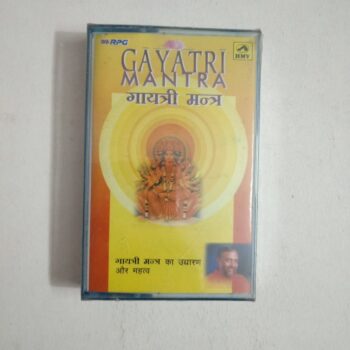 RPG
HMV
GAYATRI
MANTRA
गायत्री मन्त्र
गायत्री मन्त्र का उच्चारण
और महत्व